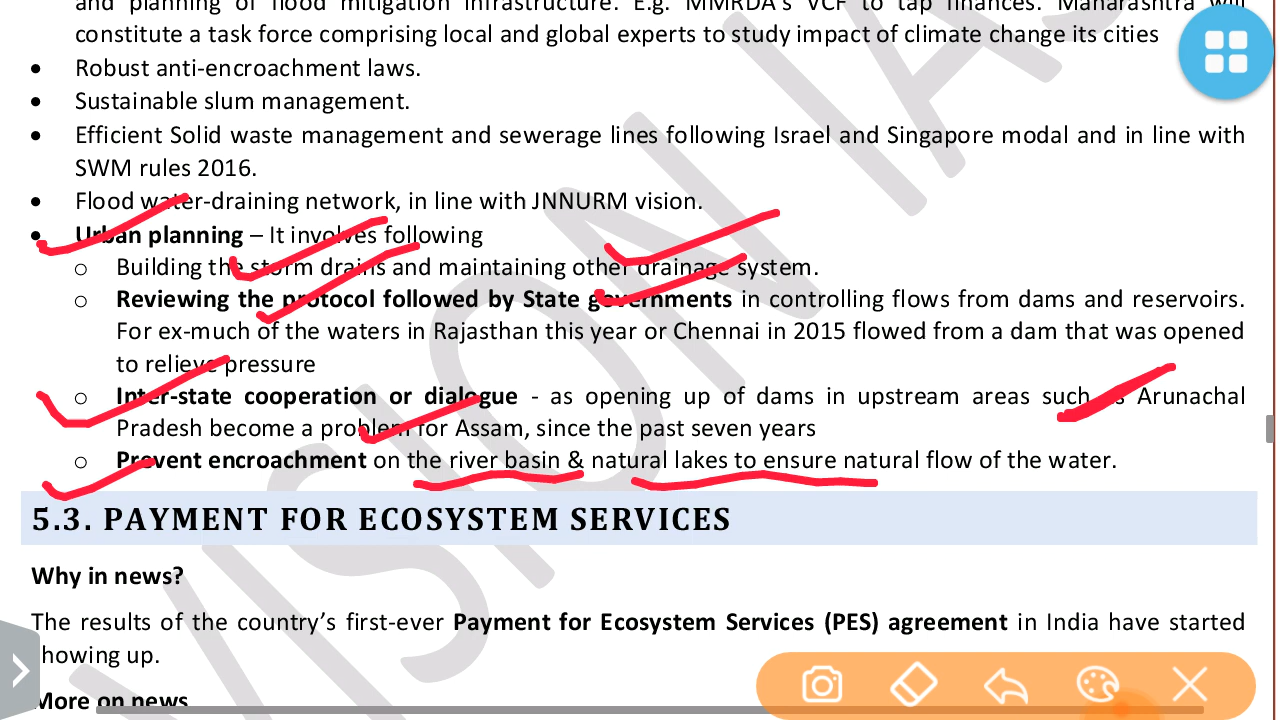 and planning of flood mitigation infrastructure. E.g. MMRDA's VCF to tap finances. Maharashtra will
constitute a task force comprising local and global experts to study impact of climate change its cities
• Robust anti-encroachment laws.
• Sustainable slum management.
• Efficient Solid waste management and sewerage lines following Israel and Singapore modal and in line with
SWM rules 2016.
• Flood water-draining network, in line with JNNURM vision.
• Urban planning – It involves following
o Building the storm drains and maintaining other drainage system.
o Reviewing the protocol followed by State governments in controlling flows from dams and reservoirs.
For ex-much of the waters in Rajasthan this year or Chennai in 2015 flowed from a dam that was opened
to relieve pressure
o Inter-state cooperation or dialogue - as opening up of dams in upstream areas such as Arunachal
Pradesh become a problem for Assam, since the past seven years
o Prevent encroachment on the river basin & natural lakes to ensure natural flow of the water.
5.3. PAYMENT FOR ECOSYSTEM SERVICES
Why in news?
The results of the country's first-ever Payment for Ecosystem Services (PES) agreement in India have started
showing up.
More on news
VISION IAS